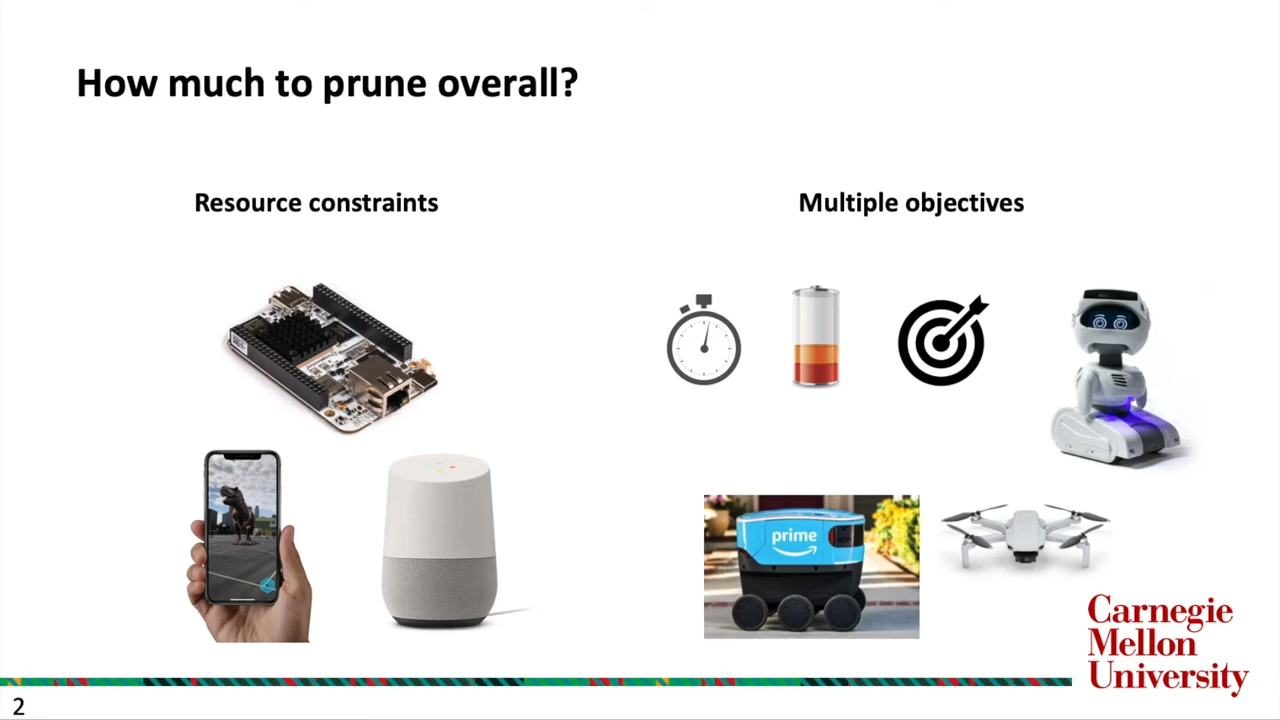 How much to prune overall?
Resource constraints
Multiple objectives
prime
Carnegie
Mellon
University
2